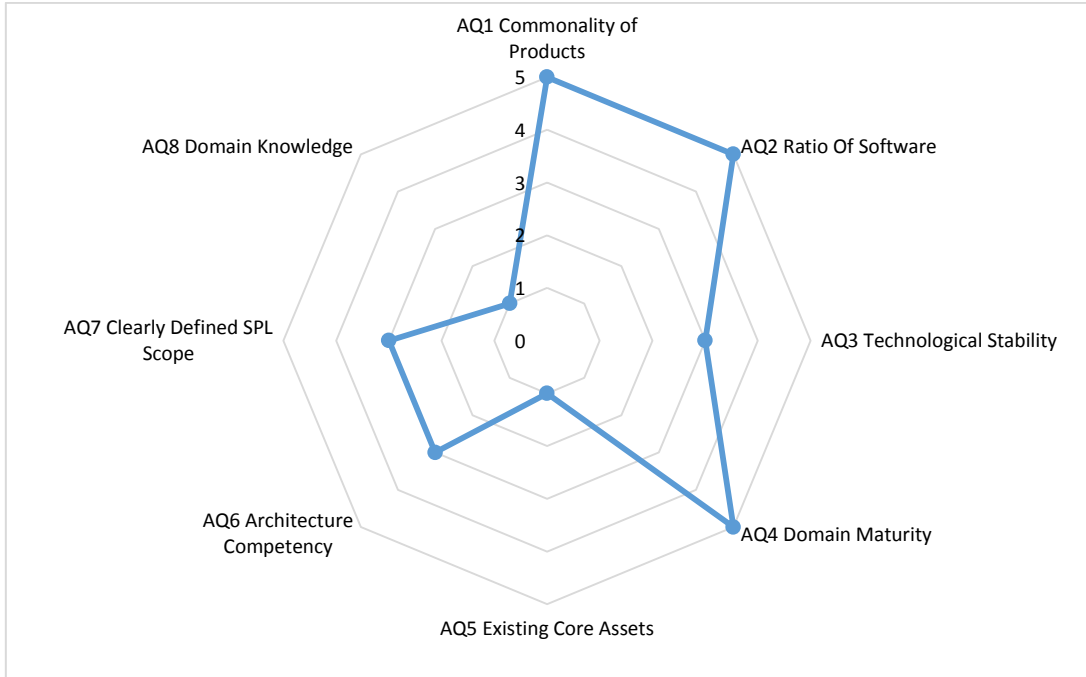 AQ1 Commonality of
Products
5
4
3
2
1
0
AQ2 Ratio Of Software
AQ3 Technological Stability
AQ4 Domain Maturity
AQ5 Existing Core Assets
AQ6 Architecture
Competency
AQ7 Clearly Defined SPL
Scope
AQ8 Domain Knowledge